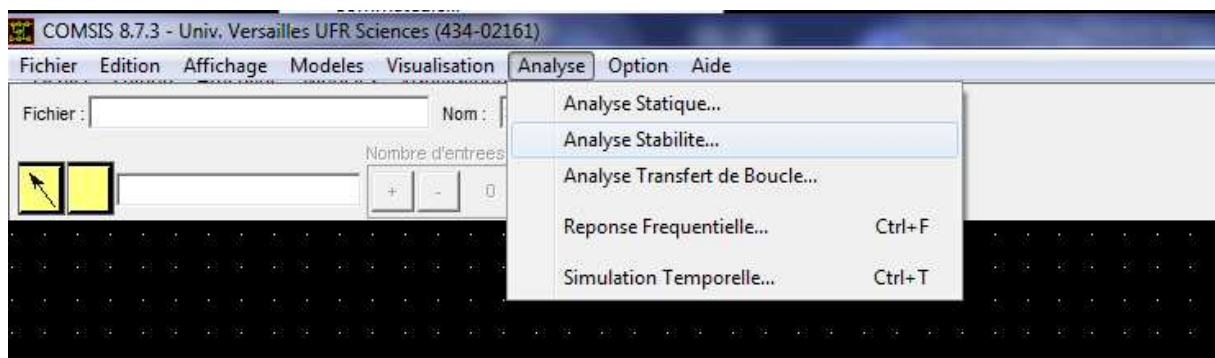 COMSIS 8.7.3 - Univ. Versailles UFR Sciences (434-02161)
Fichier Edition Affichage Modeles Visualisation Analyse Option Aide
Fichier :
Nom :
Nombre d'entrees
+ - 0
Analyse Statique...
Analyse Stabilite...
Analyse Transfert de Boucle...
Reponse Frequentielle... Ctrl+F
Simulation Temporelle... Ctrl+T